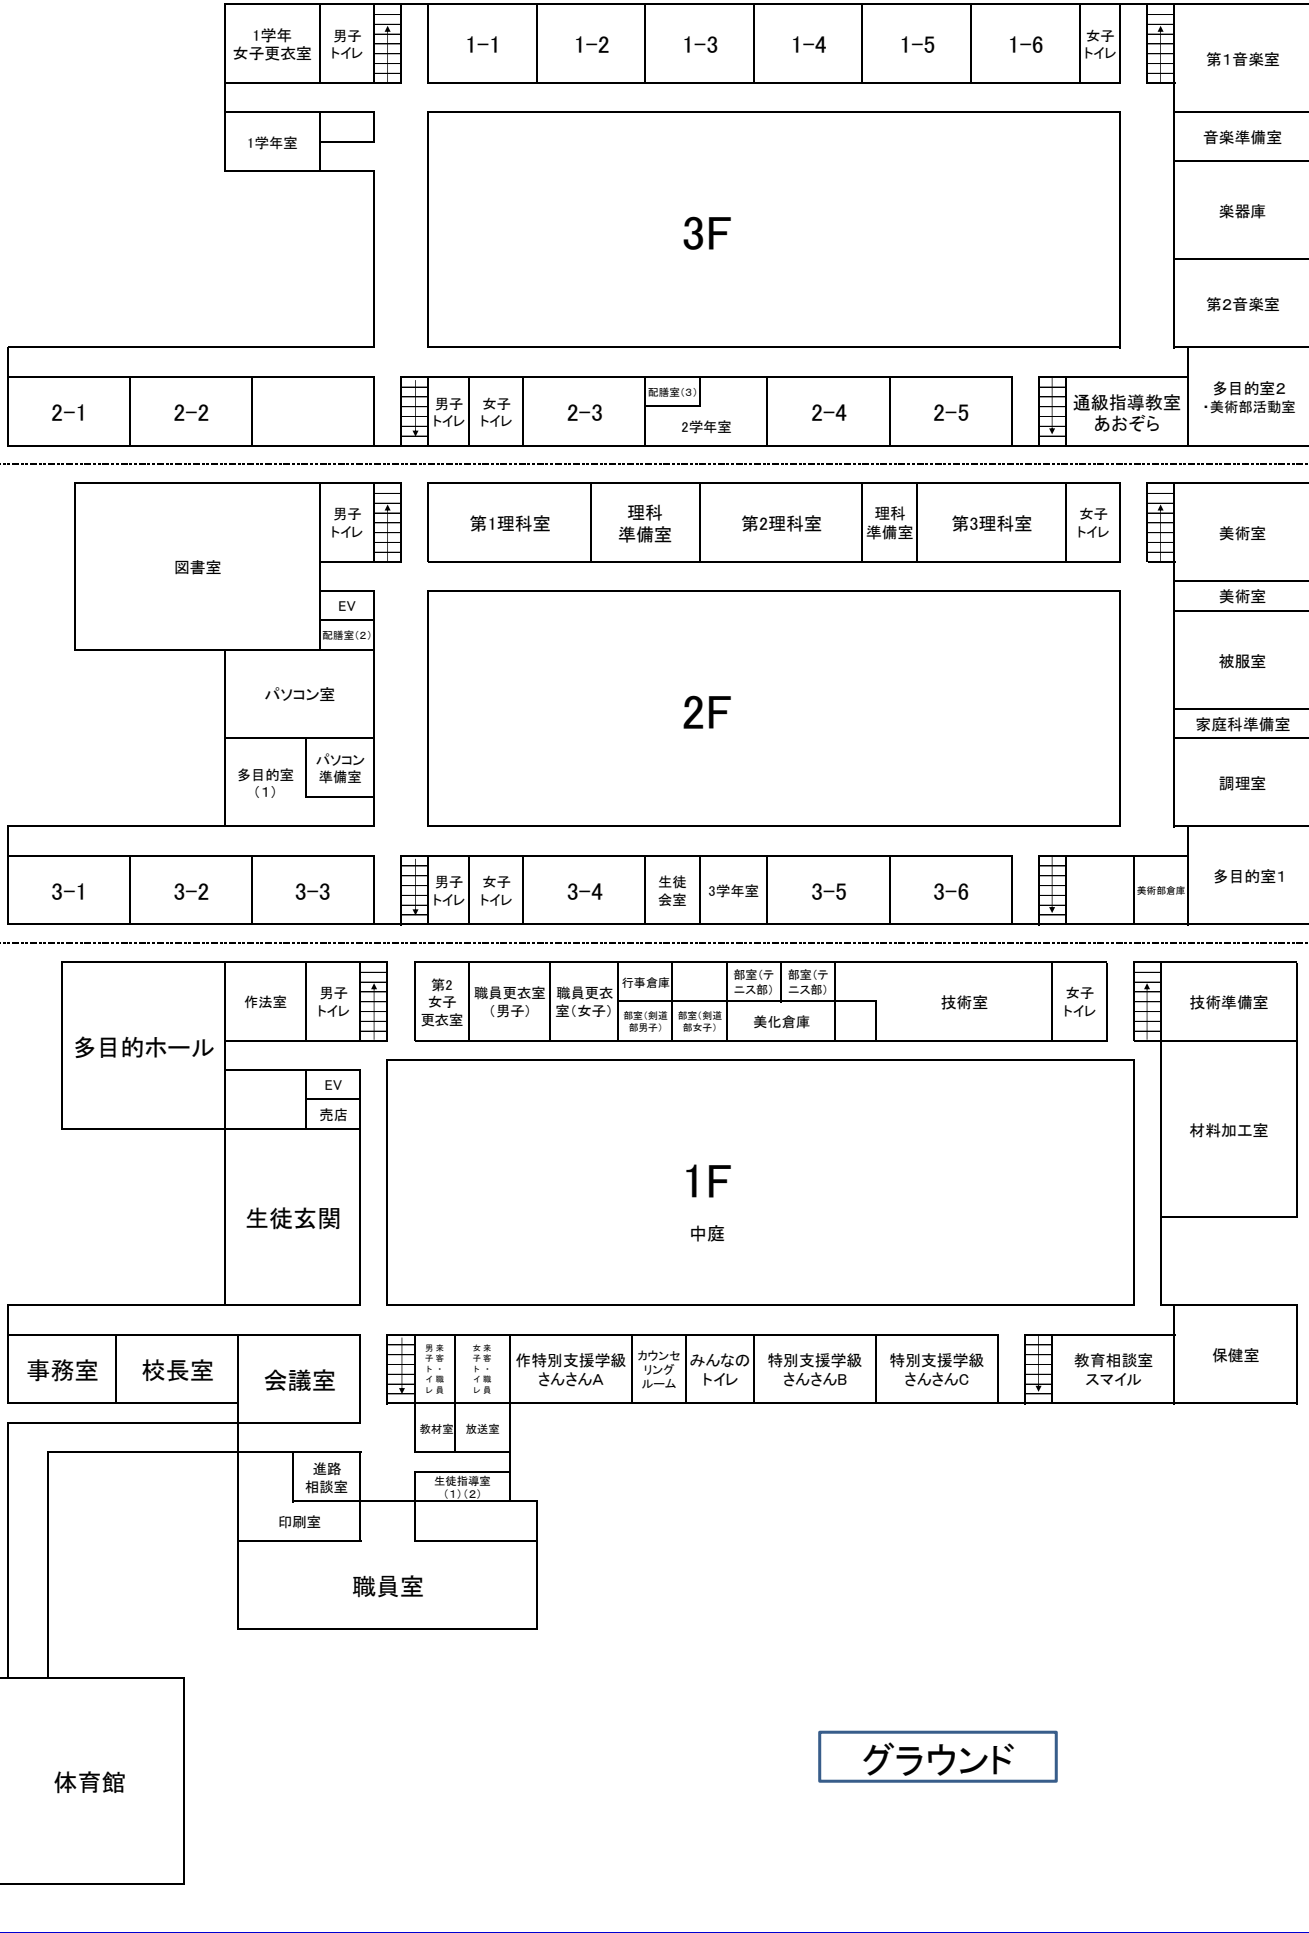 1学年
女子更衣室
男子
トイレ
1-1
1-2
1-3
1-4
1-5
1-6
女子
トイレ
第1音楽室
1学年室
音楽準備室
3F
楽器庫
第2音楽室
2-1
2-2
男子
トイレ
女子
トイレ
2-3
配膳室(3)
2学年室
2-4
2-5
通級指導教室
あおぞら
多目的室2
・美術部活動室
図書室
男子
トイレ
第1理科室
理科
準備室
第2理科室
理科
準備室
第3理科室
女子
トイレ
美術室
EV
配膳室(2)
美術室
パソコン室
2F
被服室
家庭科準備室
多目的室
(1)
パソコン
準備室
調理室
3-1
3-2
3-3
男子
トイレ
女子
トイレ
3-4
生徒
会室
3学年室
3-5
3-6
美術部倉庫
多目的室1
多目的ホール
作法室
男子
トイレ
第2
女子
更衣室
職員更衣室
(男子)
職員更衣
室(女子)
行事倉庫
部室(剣道
部男子)
部室(剣道
部女子)
部室(テ
ニス部)
部室(テ
ニス部)
美化倉庫
技術室
女子
トイレ
技術準備室
EV
売店
材料加工室
生徒玄関
1F
中庭
事務室
校長室
会議室
来客・職員
男子トイレ
来客・職員
女子トイレ
作特別支援学級
さんさんA
カウンセ
リング
ルーム
みんなの
トイレ
特別支援学級
さんさんB
特別支援学級
さんさんC
教育相談室
スマイル
保健室
教材室
放送室
進路
相談室
生徒指導室
(1)(2)
印刷室
職員室
体育館
グラウンド